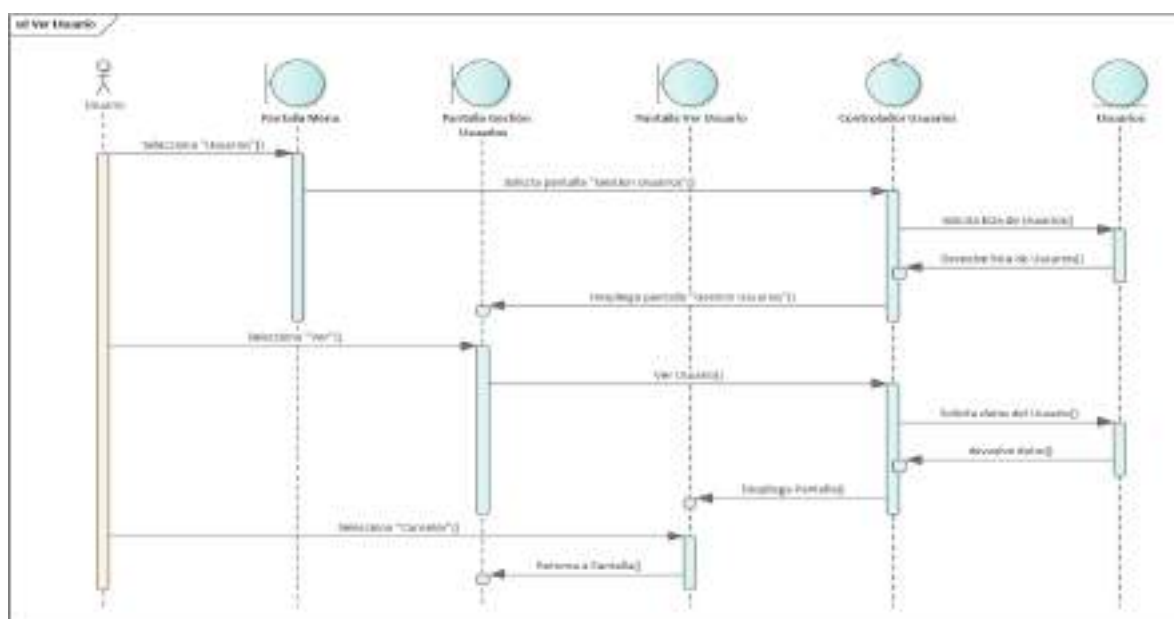 sd Ver Usuario
Usuario
Pantalla Menu
Pantalla Gestión
Usuarios
Pantalla Ver Usuario
Controlador Usuarios
Usuarios
Selecciona "Usuarios"()
Solicita pantalla "Gestion Usuarios"()
Solicita lista de Usuarios()
Devuelve lista de Usuarios()
Despliega pantalla "Gestion Usuarios"()
Selecciona "Ver"()
Ver Usuario()
Solicita datos del Usuario()
devuelve datos()
Despliega Pantalla()
Selecciona "Cancelar"()
Retorna a Pantalla()